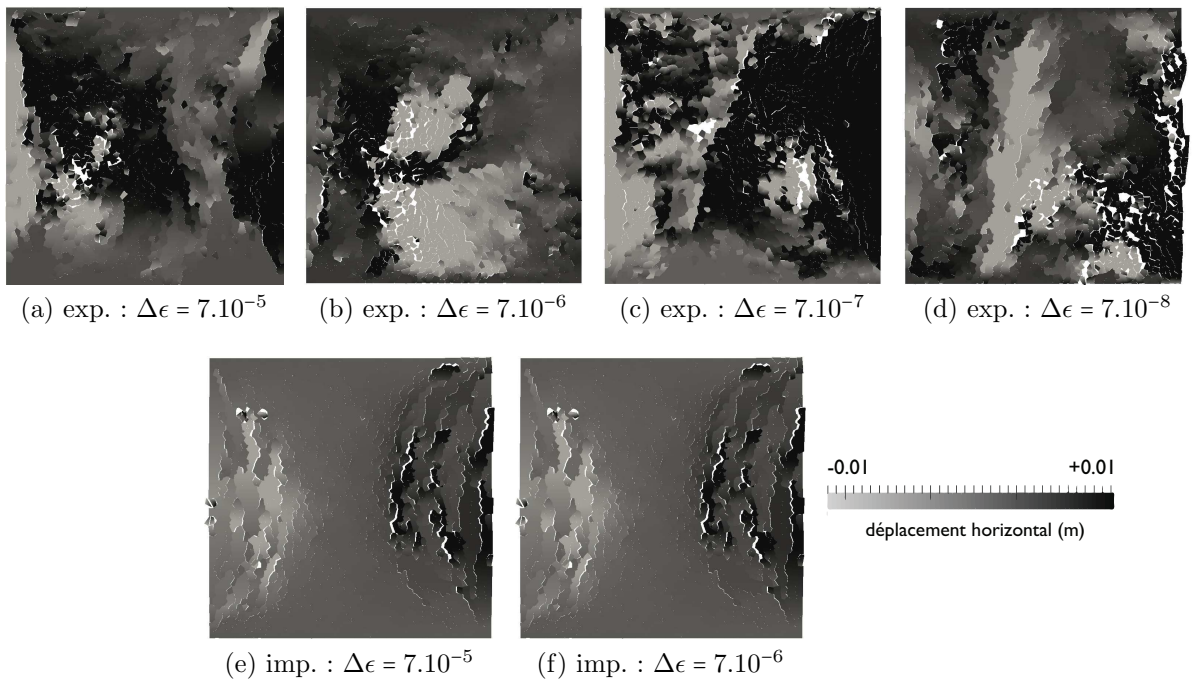 (a) exp. : Δϵ = 7.10⁻⁵
(b) exp. : Δϵ = 7.10⁻⁶
(c) exp. : Δϵ = 7.10⁻⁷
(d) exp. : Δϵ = 7.10⁻⁸
-0.01 +0.01
déplacement horizontal (m)
(e) imp. : Δϵ = 7.10⁻⁵
(f) imp. : Δϵ = 7.10⁻⁶